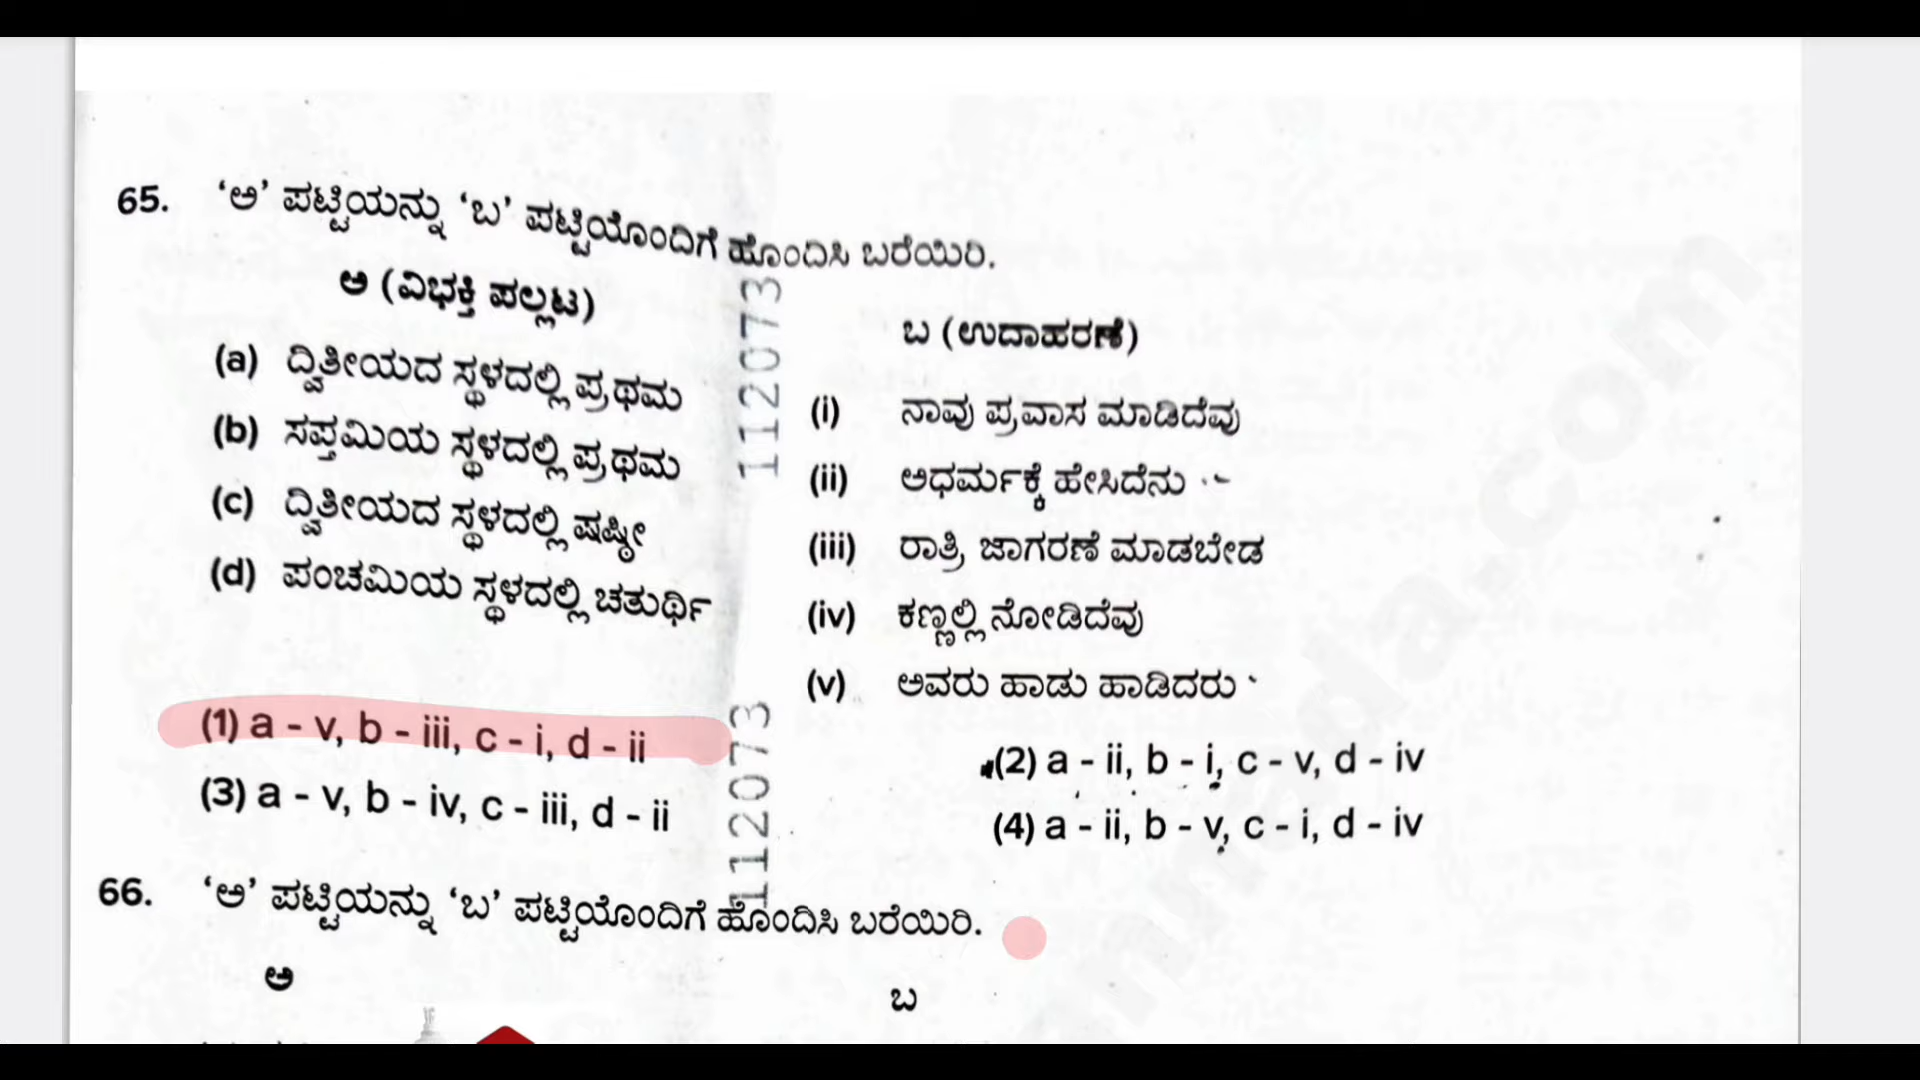 65. ‘ಅ’ ಪಟ್ಟಿಯನ್ನು ‘ಬ’ ಪಟ್ಟಿಯೊಂದಿಗೆ ಹೊಂದಿಸಿ ಬರೆಯಿರಿ.
ಅ (ವಿಭಕ್ತಿ ಪಲ್ಲಟ)
ಬ (ಉದಾಹರಣೆ)
(a) ದ್ವಿತೀಯದ ಸ್ಥಳದಲ್ಲಿ ಪ್ರಥಮ
(i) ನಾವು ಪ್ರವಾಸ ಮಾಡಿದೆವು
(b) ಸಪ್ತಮಿಯ ಸ್ಥಳದಲ್ಲಿ ಪ್ರಥಮ
(ii) ಅಧರ್ಮಕ್ಕೆ ಹೇಸಿದೆನು
(c) ದ್ವಿತೀಯದ ಸ್ಥಳದಲ್ಲಿ ಷಷ್ಠೀ
(iii) ರಾತ್ರಿ ಜಾಗರಣೆ ಮಾಡಬೇಡ
(d) ಪಂಚಮಿಯ ಸ್ಥಳದಲ್ಲಿ ಚತುರ್ಥಿ
(iv) ಕಣ್ಣಲ್ಲಿ ನೋಡಿದೆವು
(v) ಅವರು ಹಾಡು ಹಾಡಿದರು
(1) a - v, b - iii, c - i, d - ii
(2) a - ii, b - i, c - v, d - iv
(3) a - v, b - iv, c - iii, d - ii
(4) a - ii, b - v, c - i, d - iv
112073
112073
66. ‘ಅ’ ಪಟ್ಟಿಯನ್ನು ‘ಬ’ ಪಟ್ಟಿಯೊಂದಿಗೆ ಹೊಂದಿಸಿ ಬರೆಯಿರಿ.
ಅ
ಬ